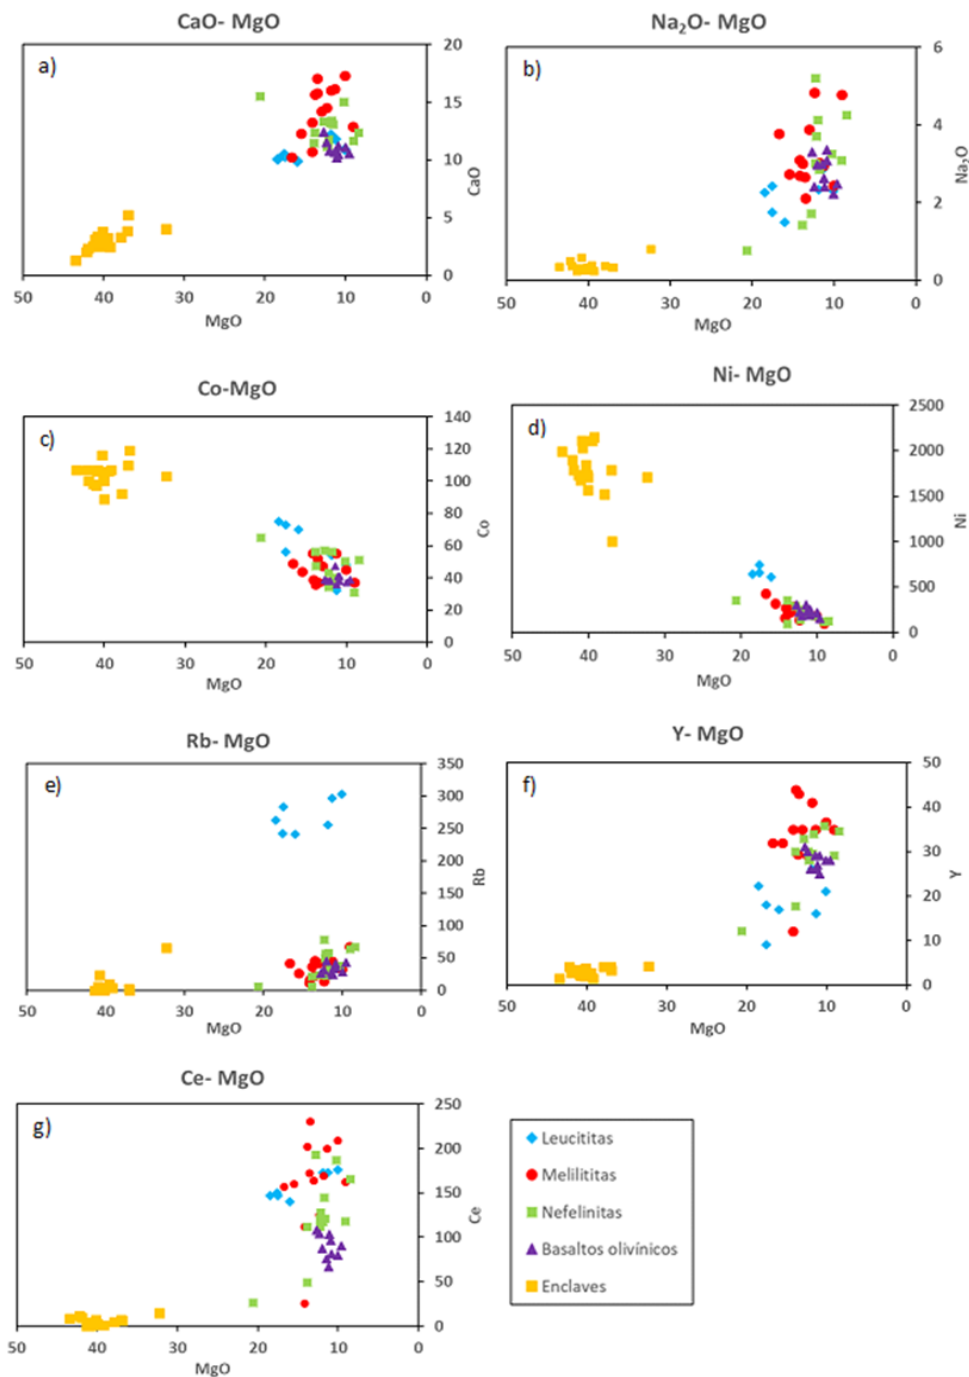 CaO- MgO
a)
20
15
10
5
0
CaO
50 40 30 20 10 0
MgO
Na₂O- MgO
b)
6
4
2
0
Na₂O
50 40 30 20 10 0
MgO
Co-MgO
c)
140
120
100
80
60
40
20
0
Co
50 40 30 20 10 0
MgO
Ni- MgO
d)
2500
2000
1500
1000
500
0
Ni
50 40 30 20 10 0
MgO
Rb- MgO
e)
350
300
250
200
150
100
50
0
Rb
50 40 30 20 10 0
MgO
Y- MgO
f)
50
40
30
20
10
0
Y
50 40 30 20 10 0
MgO
Ce- MgO
g)
250
200
150
100
50
0
Ce
50 40 30 20 10 0
MgO
Leucititas
Melilititas
Nefelinitas
Basaltos olivínicos
Enclaves